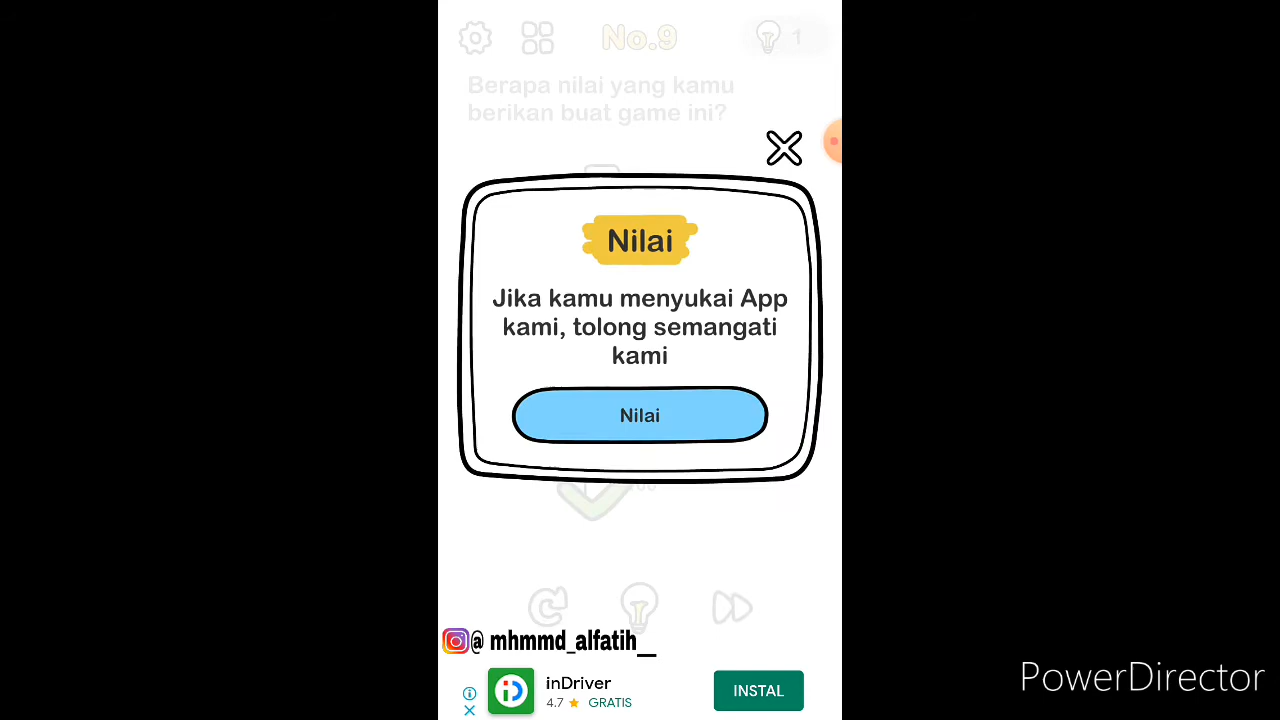 No.9
1
Berapa nilai yang kamu
berikan buat game ini?
Nilai
Jika kamu menyukai App
kami, tolong semangati
kami
Nilai
@ mhmmd_alfatih__
inDriver
4.7 ★ GRATIS
INSTAL
PowerDirector